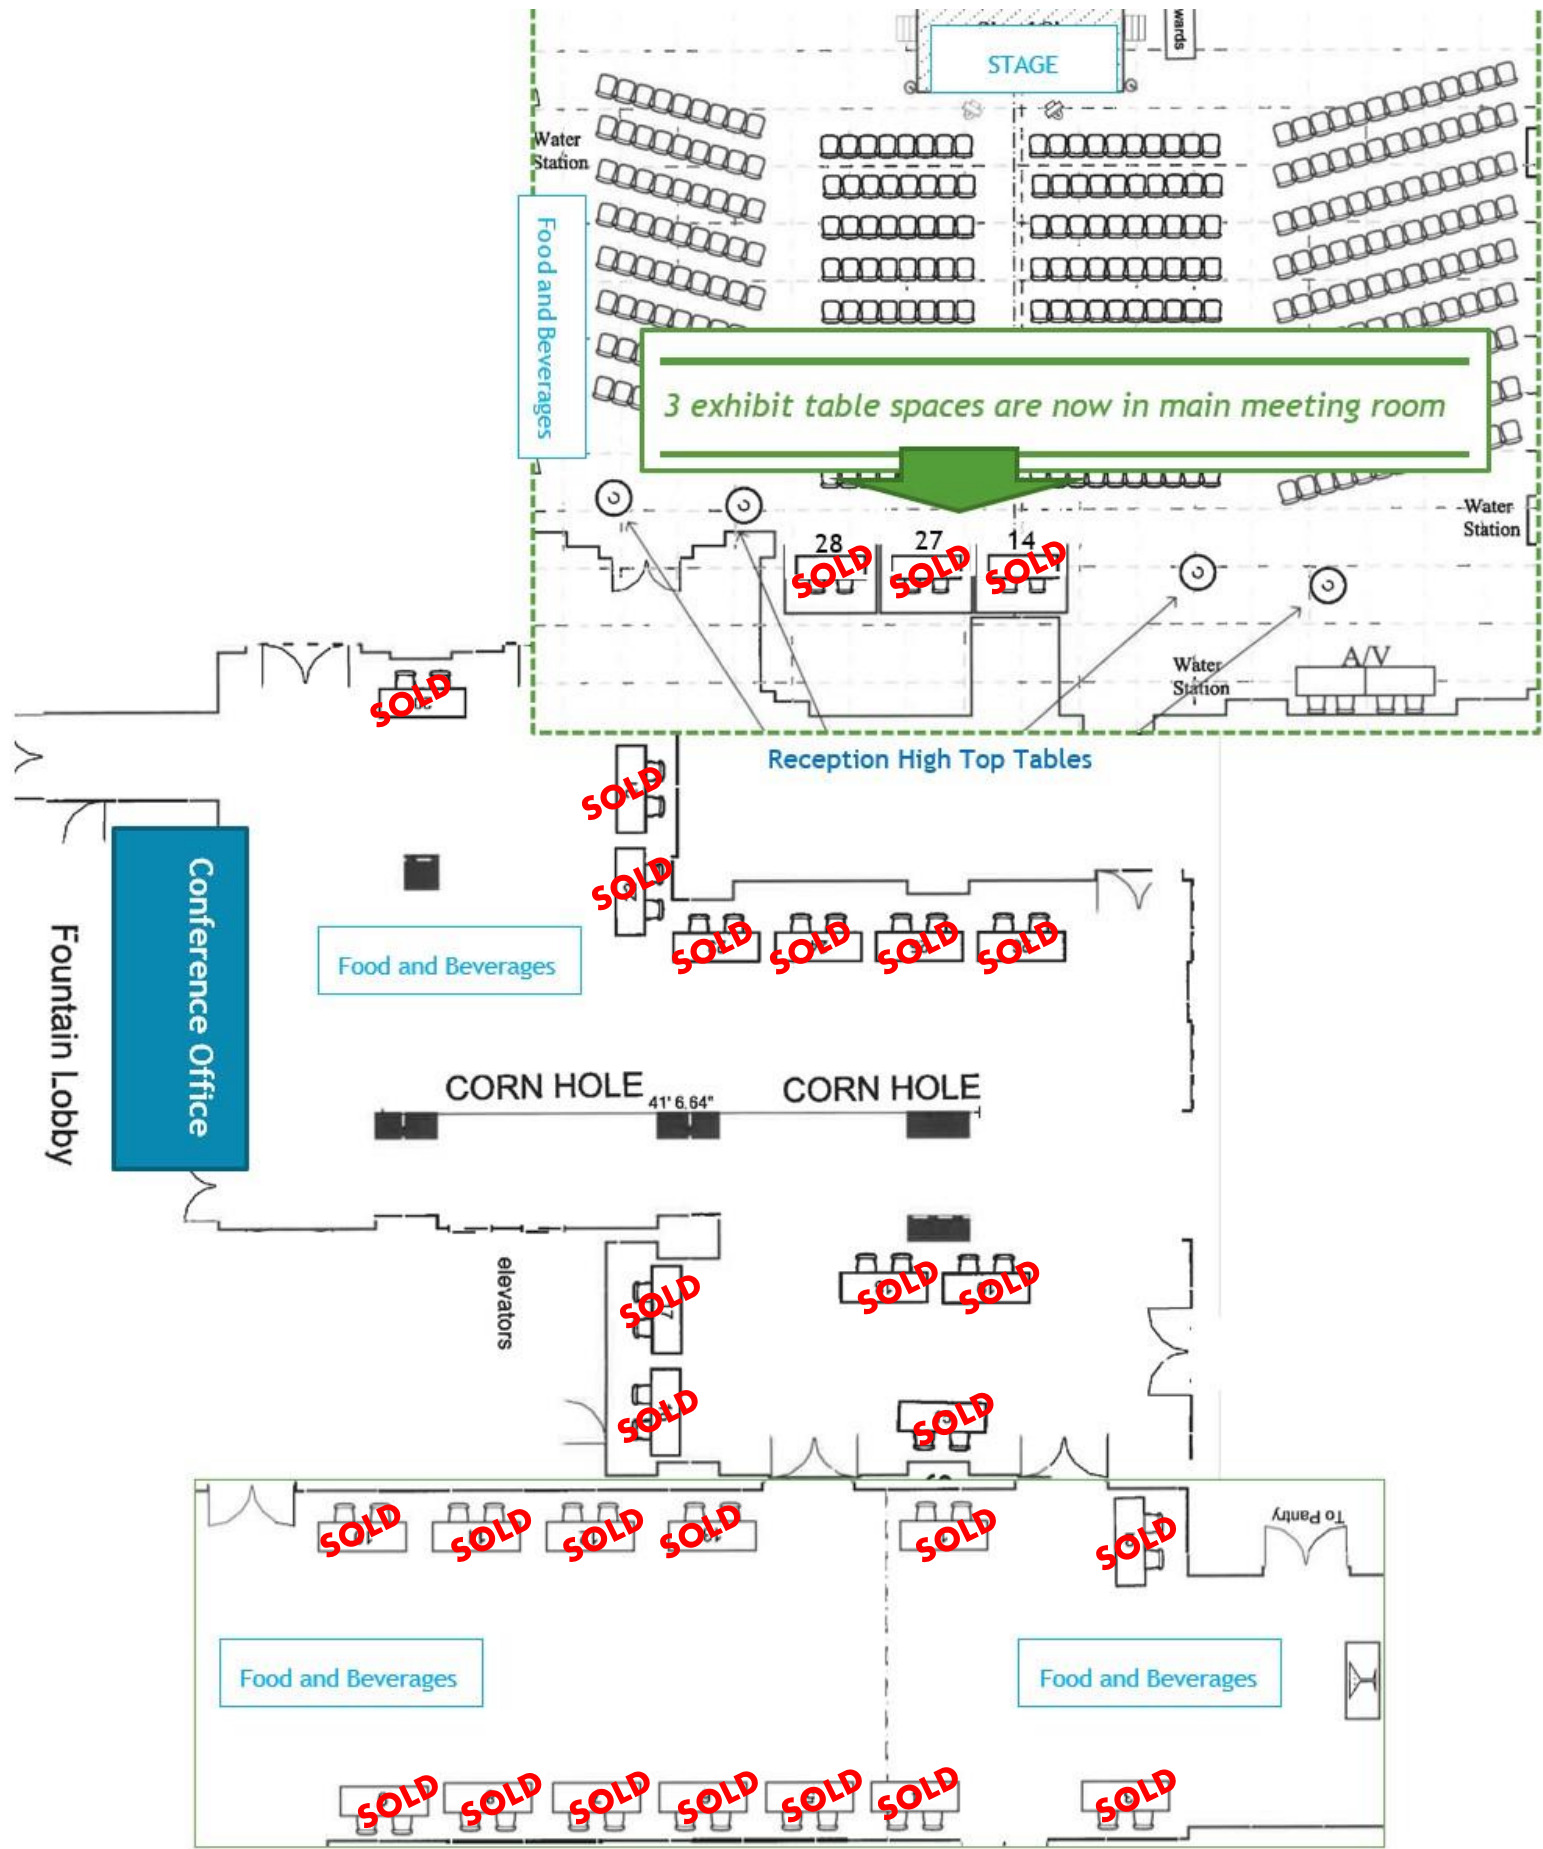 wards
STAGE
Water
Station
Food and Beverages
3 exhibit table spaces are now in main meeting room
Water
Station
28
27
14
SOLD
SOLD
SOLD
A/V
Water
Station
SOLD
Reception High Top Tables
SOLD
SOLD
Conference Office
Fountain Lobby
SOLD
SOLD
SOLD
SOLD
Food and Beverages
CORN HOLE
41' 6.64"
CORN HOLE
elevators
SOLD
SOLD
SOLD
SOLD
SOLD
SOLD
SOLD
SOLD
SOLD
SOLD
SOLD
To Pantry
Food and Beverages
Food and Beverages
SOLD
SOLD
SOLD
SOLD
SOLD
SOLD
SOLD